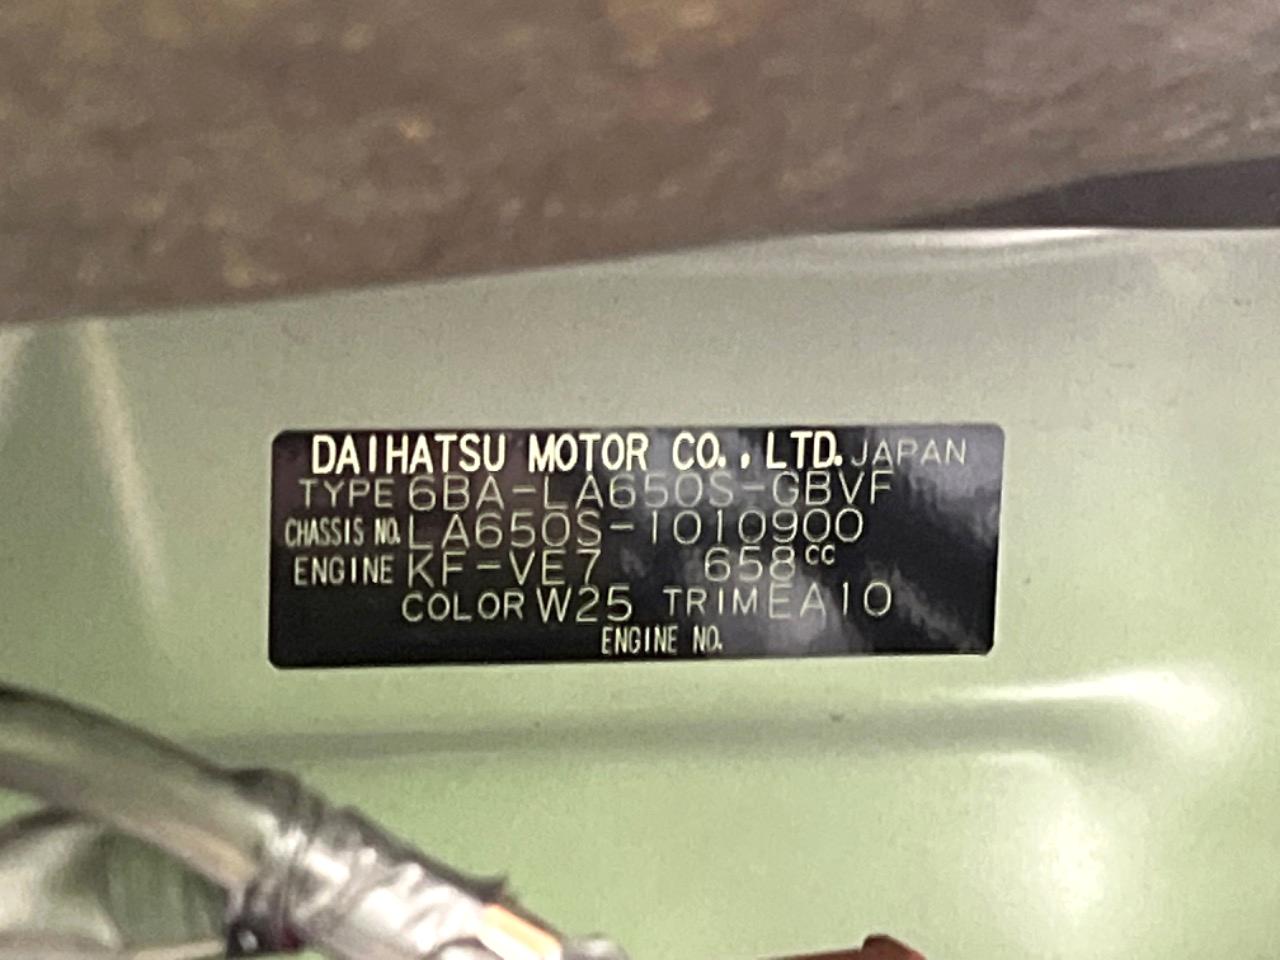 DAIHATSU MOTOR CO., LTD. JAPAN
TYPE 6BA-LA650S-GBVF
CHASSIS NO. LA650S-1010900
ENGINE KF-VE7 658cc
COLOR W25 TRIM EA10
ENGINE NO.